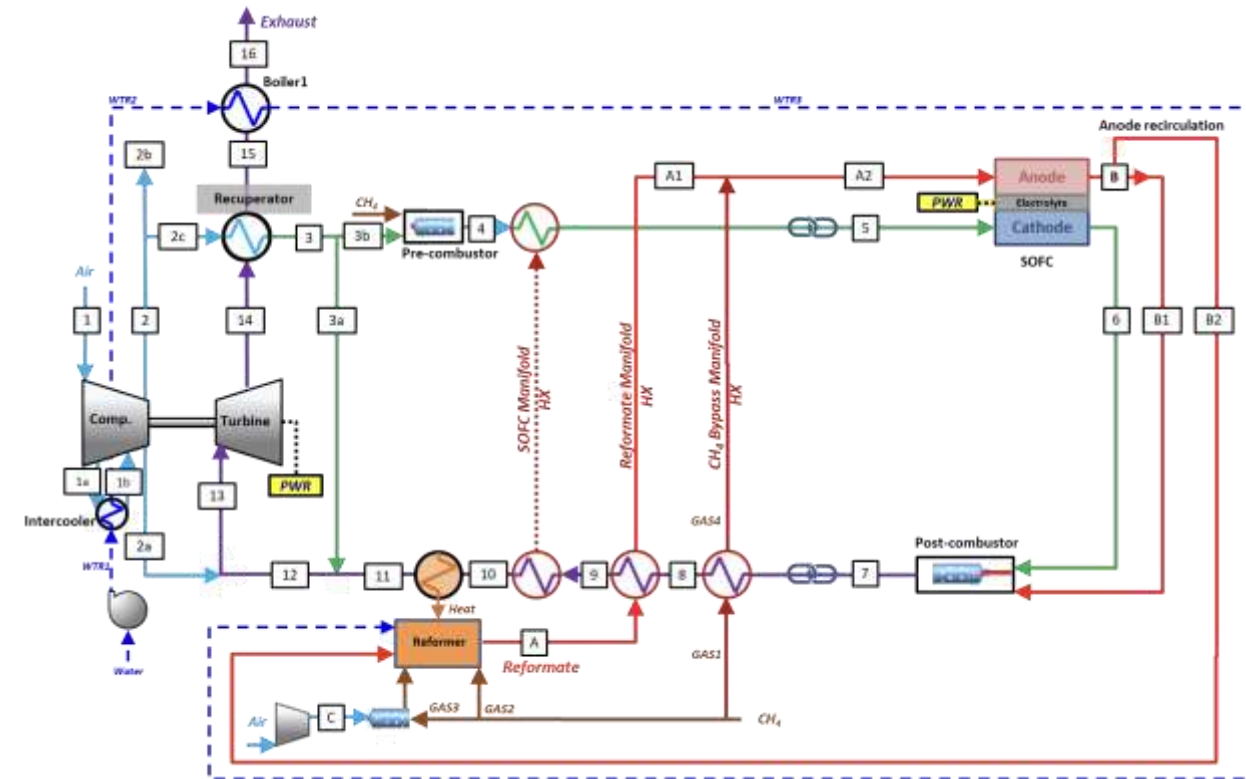 Exhaust
16
Boiler1
WTR2
WTR3
Anode recirculation
2b
15
A1
A2
Anode
B
Recuperator
CH4
PWR
Electrolyte
2c
3
3b
4
5
Cathode
Pre-combustor
SOFC
Air
1
2
14
3a
6
B1
B2
SOFC Manifold
HX
Reformate Manifold
HX
CH4 Bypass Manifold
HX
Comp.
Turbine
1a
1b
13
PWR
Intercooler
GAS4
2a
Post-combustor
WTR1
12
11
10
9
8
7
Heat
Reformer
A
Reformate
GAS1
Water
Air
C
GAS3
GAS2
CH4